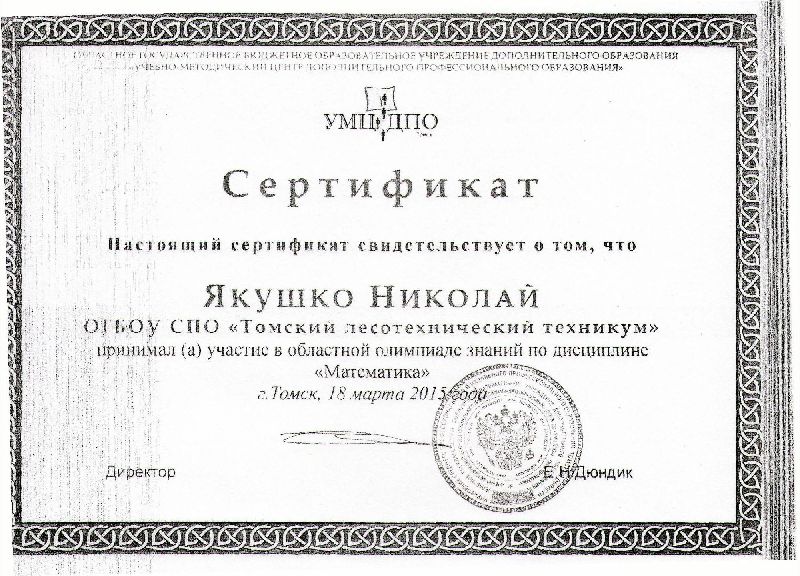 ОБЛАСТНОЕ ГОСУДАРСТВЕННОЕ БЮДЖЕТНОЕ ОБРАЗОВАТЕЛЬНОЕ УЧРЕЖДЕНИЕ ДОПОЛНИТЕЛЬНОГО ОБРАЗОВАНИЯ
«УЧЕБНО-МЕТОДИЧЕСКИЙ ЦЕНТР ДОПОЛНИТЕЛЬНОГО ПРОФЕССИОНАЛЬНОГО ОБРАЗОВАНИЯ»
УМЦ ДПО
Сертификат
Настоящий сертификат свидетельствует о том, что
Якушко Николай
ОГБОУ СПО «Томский лесотехнический техникум»
принимал (а) участие в областной олимпиаде знаний по дисциплине
«Математика»
г.Томск, 18 марта 2015 года
Директор Е.Н.Дюндик